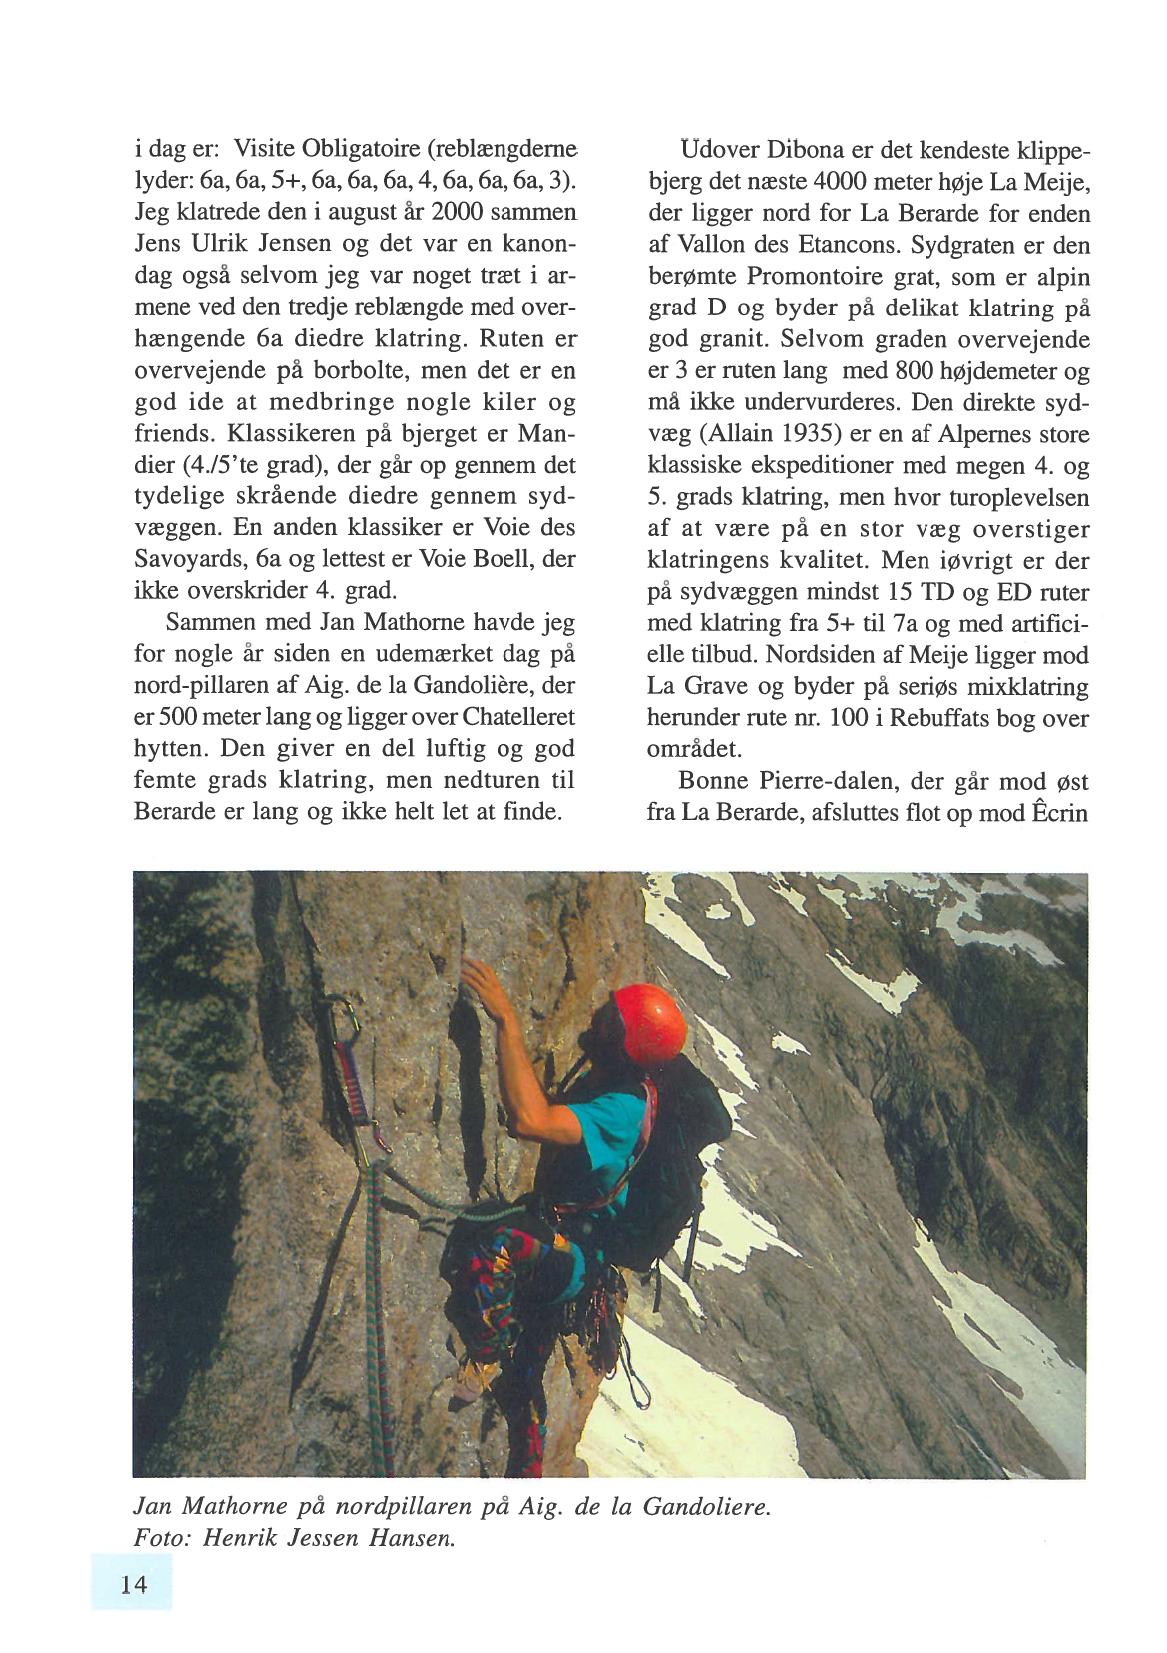 i dag er: Visite Obligatoire (reblængderne
lyder: 6a, 6a, 5+, 6a, 6a, 6a, 4, 6a, 6a, 6a, 3).
Jeg klatrede den i august år 2000 sammen
Jens Ulrik Jensen og det var en kanon-
dag også selvom jeg var noget træt i ar-
mene ved den tredje reblængde med over-
hængende 6a diedre klatring. Ruten er
overvejende på borbolte, men det er en
god ide at medbringe nogle kiler og
friends. Klassikeren på bjerget er Man-
dier (4./5'te grad), der går op gennem det
tydelige skrående diedre gennem syd-
væggen. En anden klassiker er Voie des
Savoyards, 6a og lettest er Voie Boell, der
ikke overskrider 4. grad.
Sammen med Jan Mathorne havde jeg
for nogle år siden en udemærket dag på
nord-pillaren af Aig. de la Gandolière, der
er 500 meter lang og ligger over Chatelleret
hytten. Den giver en del luftig og god
femte grads klatring, men nedturen til
Berarde er lang og ikke helt let at finde.
Udover Dibona er det kendeste klippe-
bjerg det næste 4000 meter høje La Meije,
der ligger nord for La Berarde for enden
af Vallon des Etancons. Sydgraten er den
berømte Promontoire grat, som er alpin
grad D og byder på delikat klatring på
god granit. Selvom graden overvejende
er 3 er ruten lang med 800 højdemeter og
må ikke undervurderes. Den direkte syd-
væg (Allain 1935) er en af Alpernes store
klassiske ekspeditioner med megen 4. og
5. grads klatring, men hvor turoplevelsen
af at være på en stor væg overstiger
klatringens kvalitet. Men iøvrigt er der
på sydvæggen mindst 15 TD og ED ruter
med klatring fra 5+ til 7a og med artifici-
elle tilbud. Nordsiden af Meije ligger mod
La Grave og byder på seriøs mixklatring
herunder rute nr. 100 i Rebuffats bog over
området.
Bonne Pierre-dalen, der går mod øst
fra La Berarde, afsluttes flot op mod Êcrin
Jan Mathorne på nordpillaren på Aig. de la Gandoliere.
Foto: Henrik Jessen Hansen.
14